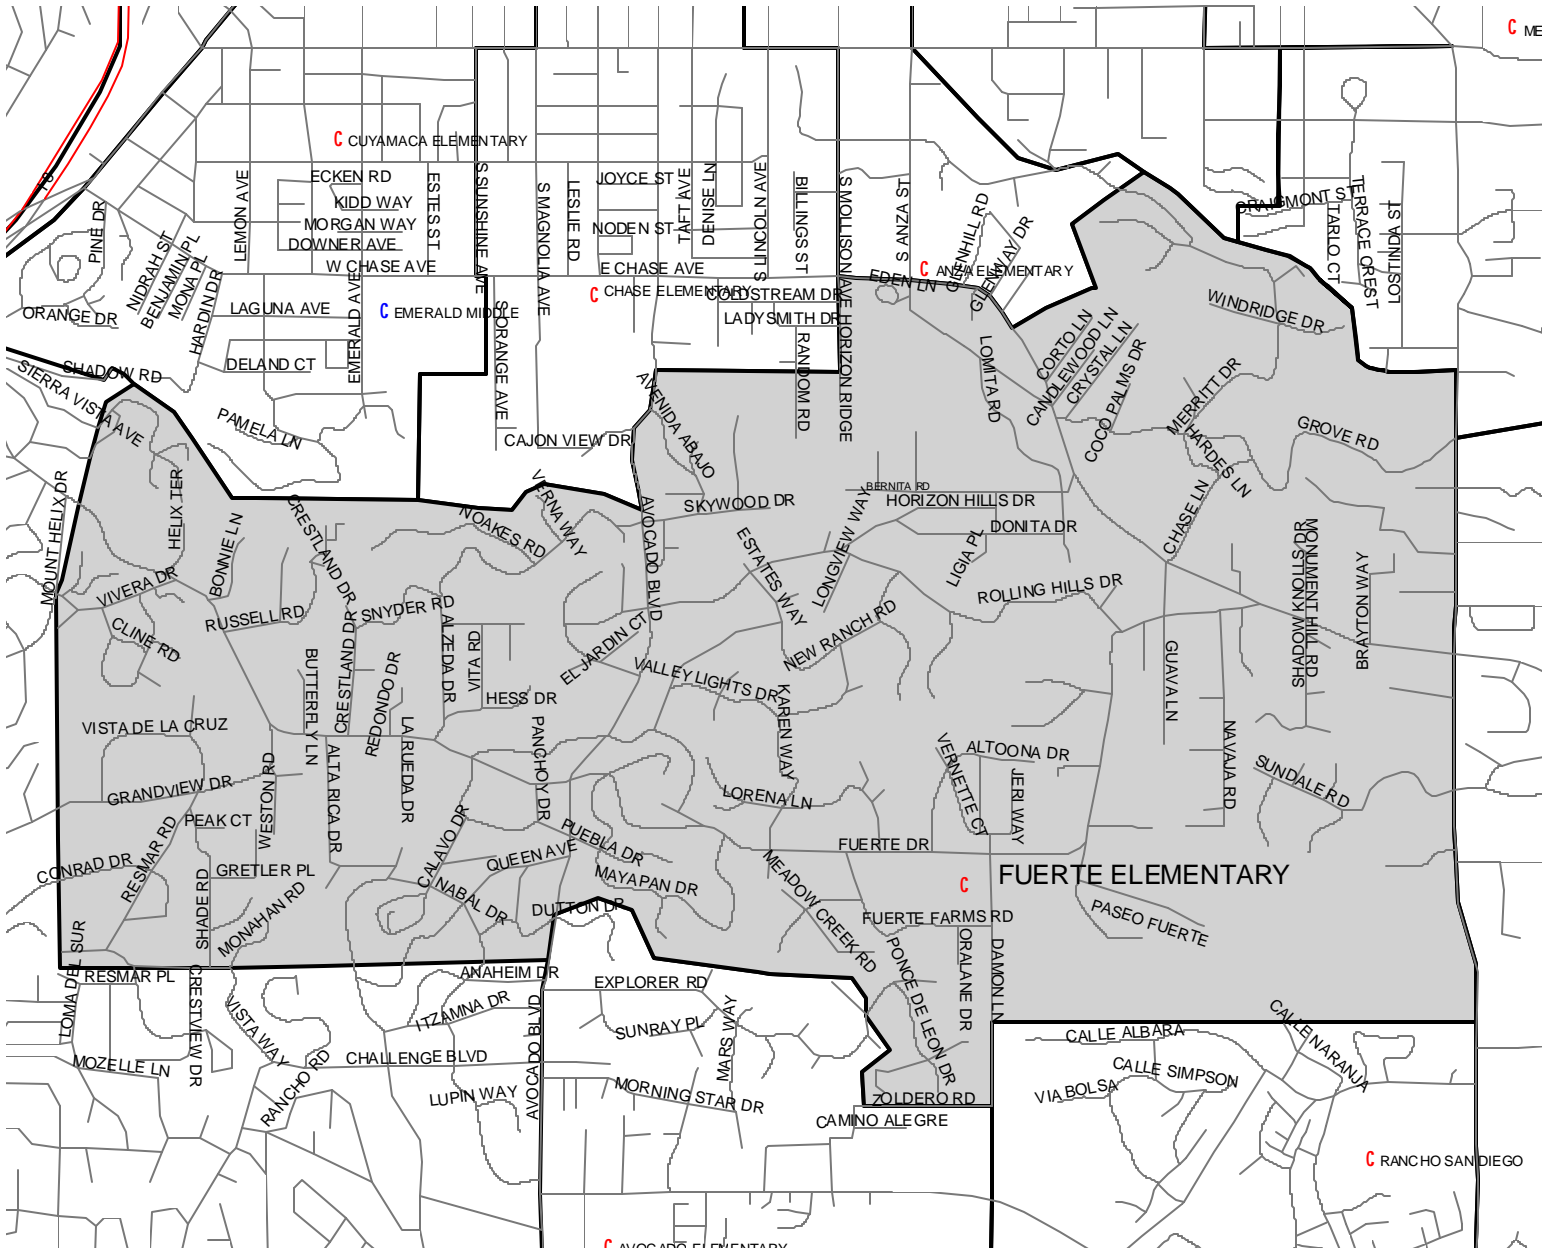 ME
CUYAMACA ELEMENTARY
ECKEN RD
KIDD WAY
MORGAN WAY
DOWNER AVE
W CHASE AVE
LEMON AVE
ESTES ST
S SUNSHINE AVE
S MAGNOLIA AVE
LESLIE RD
JOYCE ST
NODEN ST
TAFT AVE
DENISE LN
S LINCOLN AVE
BILLINGS ST
S MOLLISON AVE
S ANZA ST
GLENHILL RD
GLENWAY DR
CRAIGMONT ST
TERRACE CREST
TARLO CT
LOSTINDA ST
PINE DR
NIDRAH ST
BENJAMIN PL
MONA PL
HARDIN DR
E CHASE AVE
CHASE ELEMENTARY
ANZA ELEMENTARY
EDEN LN
COLDSTREAM DR
LADYSMITH DR
ORANGE DR
LAGUNA AVE
EMERALD AVE
EMERALD MIDDLE
S ORANGE AVE
RANDOM RD
HORIZON RIDGE
LOMITA RD
CORTO LN
CANDLEWOOD LN
CRYSTAL LN
COCO PALMS DR
WINDRIDGE DR
MERRITT DR
HARDES LN
GROVE RD
SHADOW RD
SIERRA VISTA AVE
DELAND CT
PAMELA LN
CAJON VIEW DR
AVENIDA ABAJO
SKYWOOD DR
BERNITA RD
HORIZON HILLS DR
DONITA DR
LIGIA PL
LONGVIEW WAY
ESTATES WAY
CHASE LN
MOUNT HELIX DR
HELIX TER
BONNIE LN
CRESTLAND DR
NOAKES RD
VERNA WAY
AVOCADO BLVD
VIVERA DR
CLINE RD
RUSSELL RD
SNYDER RD
ALZEDA DR
VITA RD
HESS DR
EL JARDIN CT
VALLEY LIGHTS DR
NEW RANCH RD
ROLLING HILLS DR
GUAVA LN
SHADOW KNOLLS DR
MONUMENT HILL RD
BRAYTON WAY
BUTTERFLY LN
CRESTLAND DR
REDONDO DR
LA RUEDA DR
PANCHOY DR
KAREN WAY
VISTA DE LA CRUZ
GRANDVIEW DR
WESTON RD
ALTA RICA DR
CALAVO DR
LORENA LN
VERNETTE CT
ALTOONA DR
JERI WAY
NAVAJA RD
SUNDALE RD
PEAK CT
RESMAR RD
CONRAD DR
GRETLER PL
SHADE RD
MONAHAN RD
QUEEN AVE
PUEBLA DR
MAYAPAN DR
NABAL DR
DUTTON DR
FUERTE DR
FUERTE ELEMENTARY
MEADOW CREEK RD
FUERTE FARMS RD
PASEO FUERTE
PONCE DE LEON DR
ORALANE DR
DAMON LN
ZOLDERO RD
CAMINO ALEGRE
LOMA DEL SUR
RESMAR PL
CRESTVIEW DR
VISTA WAY
ANAHEIM DR
ITZAMNA DR
AVOCADO BLVD
EXPLORER RD
SUNRAY PL
MARS WAY
MOZELLE LN
RANCHO RD
CHALLENGE BLVD
LUPIN WAY
MORNING STAR DR
CALLE ALBARA
CALLE NARANJA
CALLE SIMPSON
VIA BOLSA
RANCHO SAN DIEGO
AVOCADO ELEMENTARY